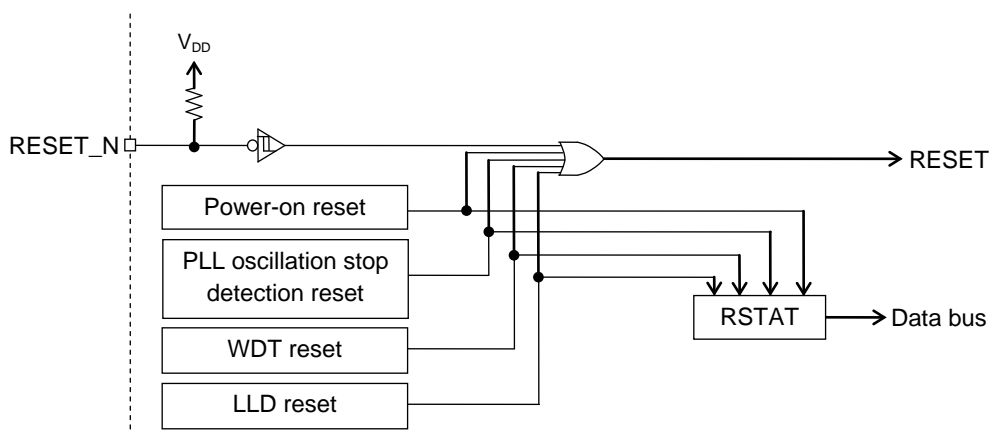 VDD
RESET_N
RESET
Power-on reset
PLL oscillation stop
detection reset
RSTAT
Data bus
WDT reset
LLD reset